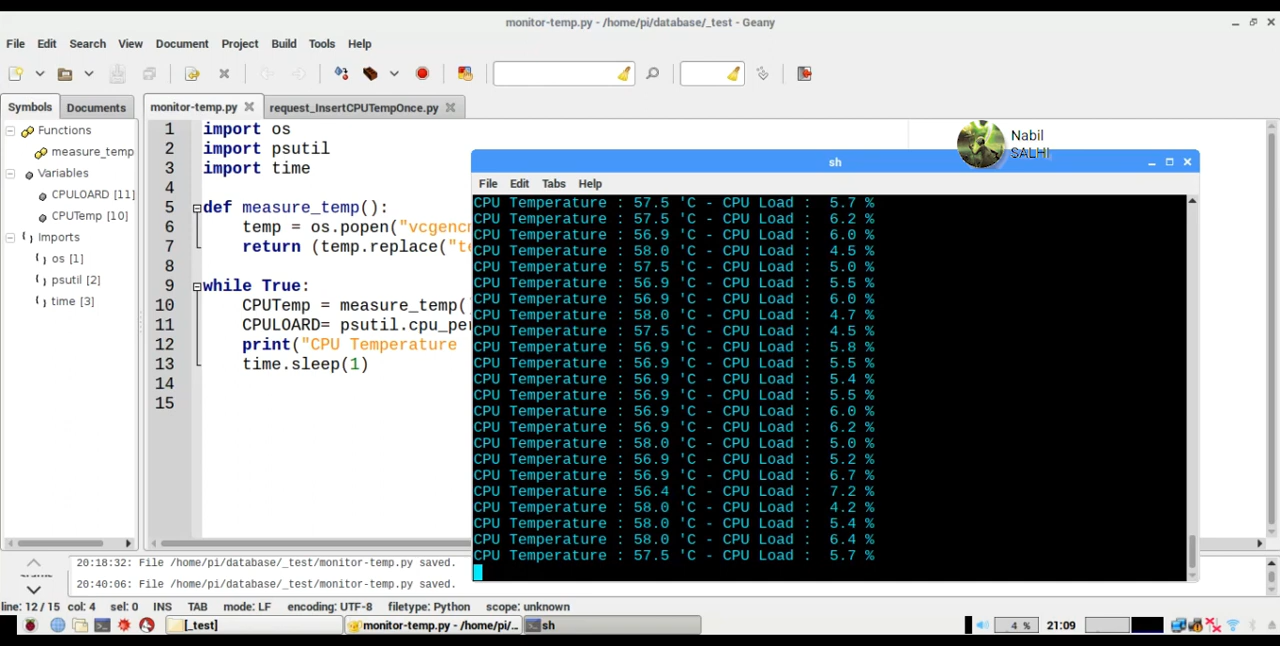 monitor-temp.py - /home/pi/database/_test - Geany
File Edit Search View Document Project Build Tools Help
Symbols Documents monitor-temp.py request_InsertCPUTempOnce.py
Functions
measure_temp
Variables
CPULOARD [11]
CPUTemp [10]
Imports
os [1]
psutil [2]
time [3]
1 import os
2 import psutil
3 import time
4
5 def measure_temp():
6 temp = os.popen("vcgencm
7 return (temp.replace("te
8
9 while True:
10 CPUTemp = measure_temp(
11 CPULOARD= psutil.cpu_per
12 print("CPU Temperature
13 time.sleep(1)
14
15
Nabil
SALHI
sh
File Edit Tabs Help
CPU Temperature : 57.5 'C - CPU Load : 5.7 %
CPU Temperature : 57.5 'C - CPU Load : 6.2 %
CPU Temperature : 56.9 'C - CPU Load : 6.0 %
CPU Temperature : 58.0 'C - CPU Load : 4.5 %
CPU Temperature : 57.5 'C - CPU Load : 5.0 %
CPU Temperature : 56.9 'C - CPU Load : 5.5 %
CPU Temperature : 56.9 'C - CPU Load : 6.0 %
CPU Temperature : 58.0 'C - CPU Load : 4.7 %
CPU Temperature : 57.5 'C - CPU Load : 4.5 %
CPU Temperature : 56.9 'C - CPU Load : 5.8 %
CPU Temperature : 56.9 'C - CPU Load : 5.5 %
CPU Temperature : 56.9 'C - CPU Load : 5.4 %
CPU Temperature : 56.9 'C - CPU Load : 5.5 %
CPU Temperature : 56.9 'C - CPU Load : 6.0 %
CPU Temperature : 56.9 'C - CPU Load : 6.2 %
CPU Temperature : 58.0 'C - CPU Load : 5.0 %
CPU Temperature : 56.9 'C - CPU Load : 5.2 %
CPU Temperature : 56.9 'C - CPU Load : 6.7 %
CPU Temperature : 56.4 'C - CPU Load : 7.2 %
CPU Temperature : 58.0 'C - CPU Load : 4.2 %
CPU Temperature : 58.0 'C - CPU Load : 5.4 %
CPU Temperature : 58.0 'C - CPU Load : 6.4 %
CPU Temperature : 57.5 'C - CPU Load : 5.7 %
20:18:32: File /home/pi/database/_test/monitor-temp.py saved.
20:40:06: File /home/pi/database/_test/monitor-temp.py saved.
line: 12 / 15 col: 4 sel: 0 INS TAB mode: LF encoding: UTF-8 filetype: Python scope: unknown
[_test] monitor-temp.py - /home/pi/... sh 4 % 21:09